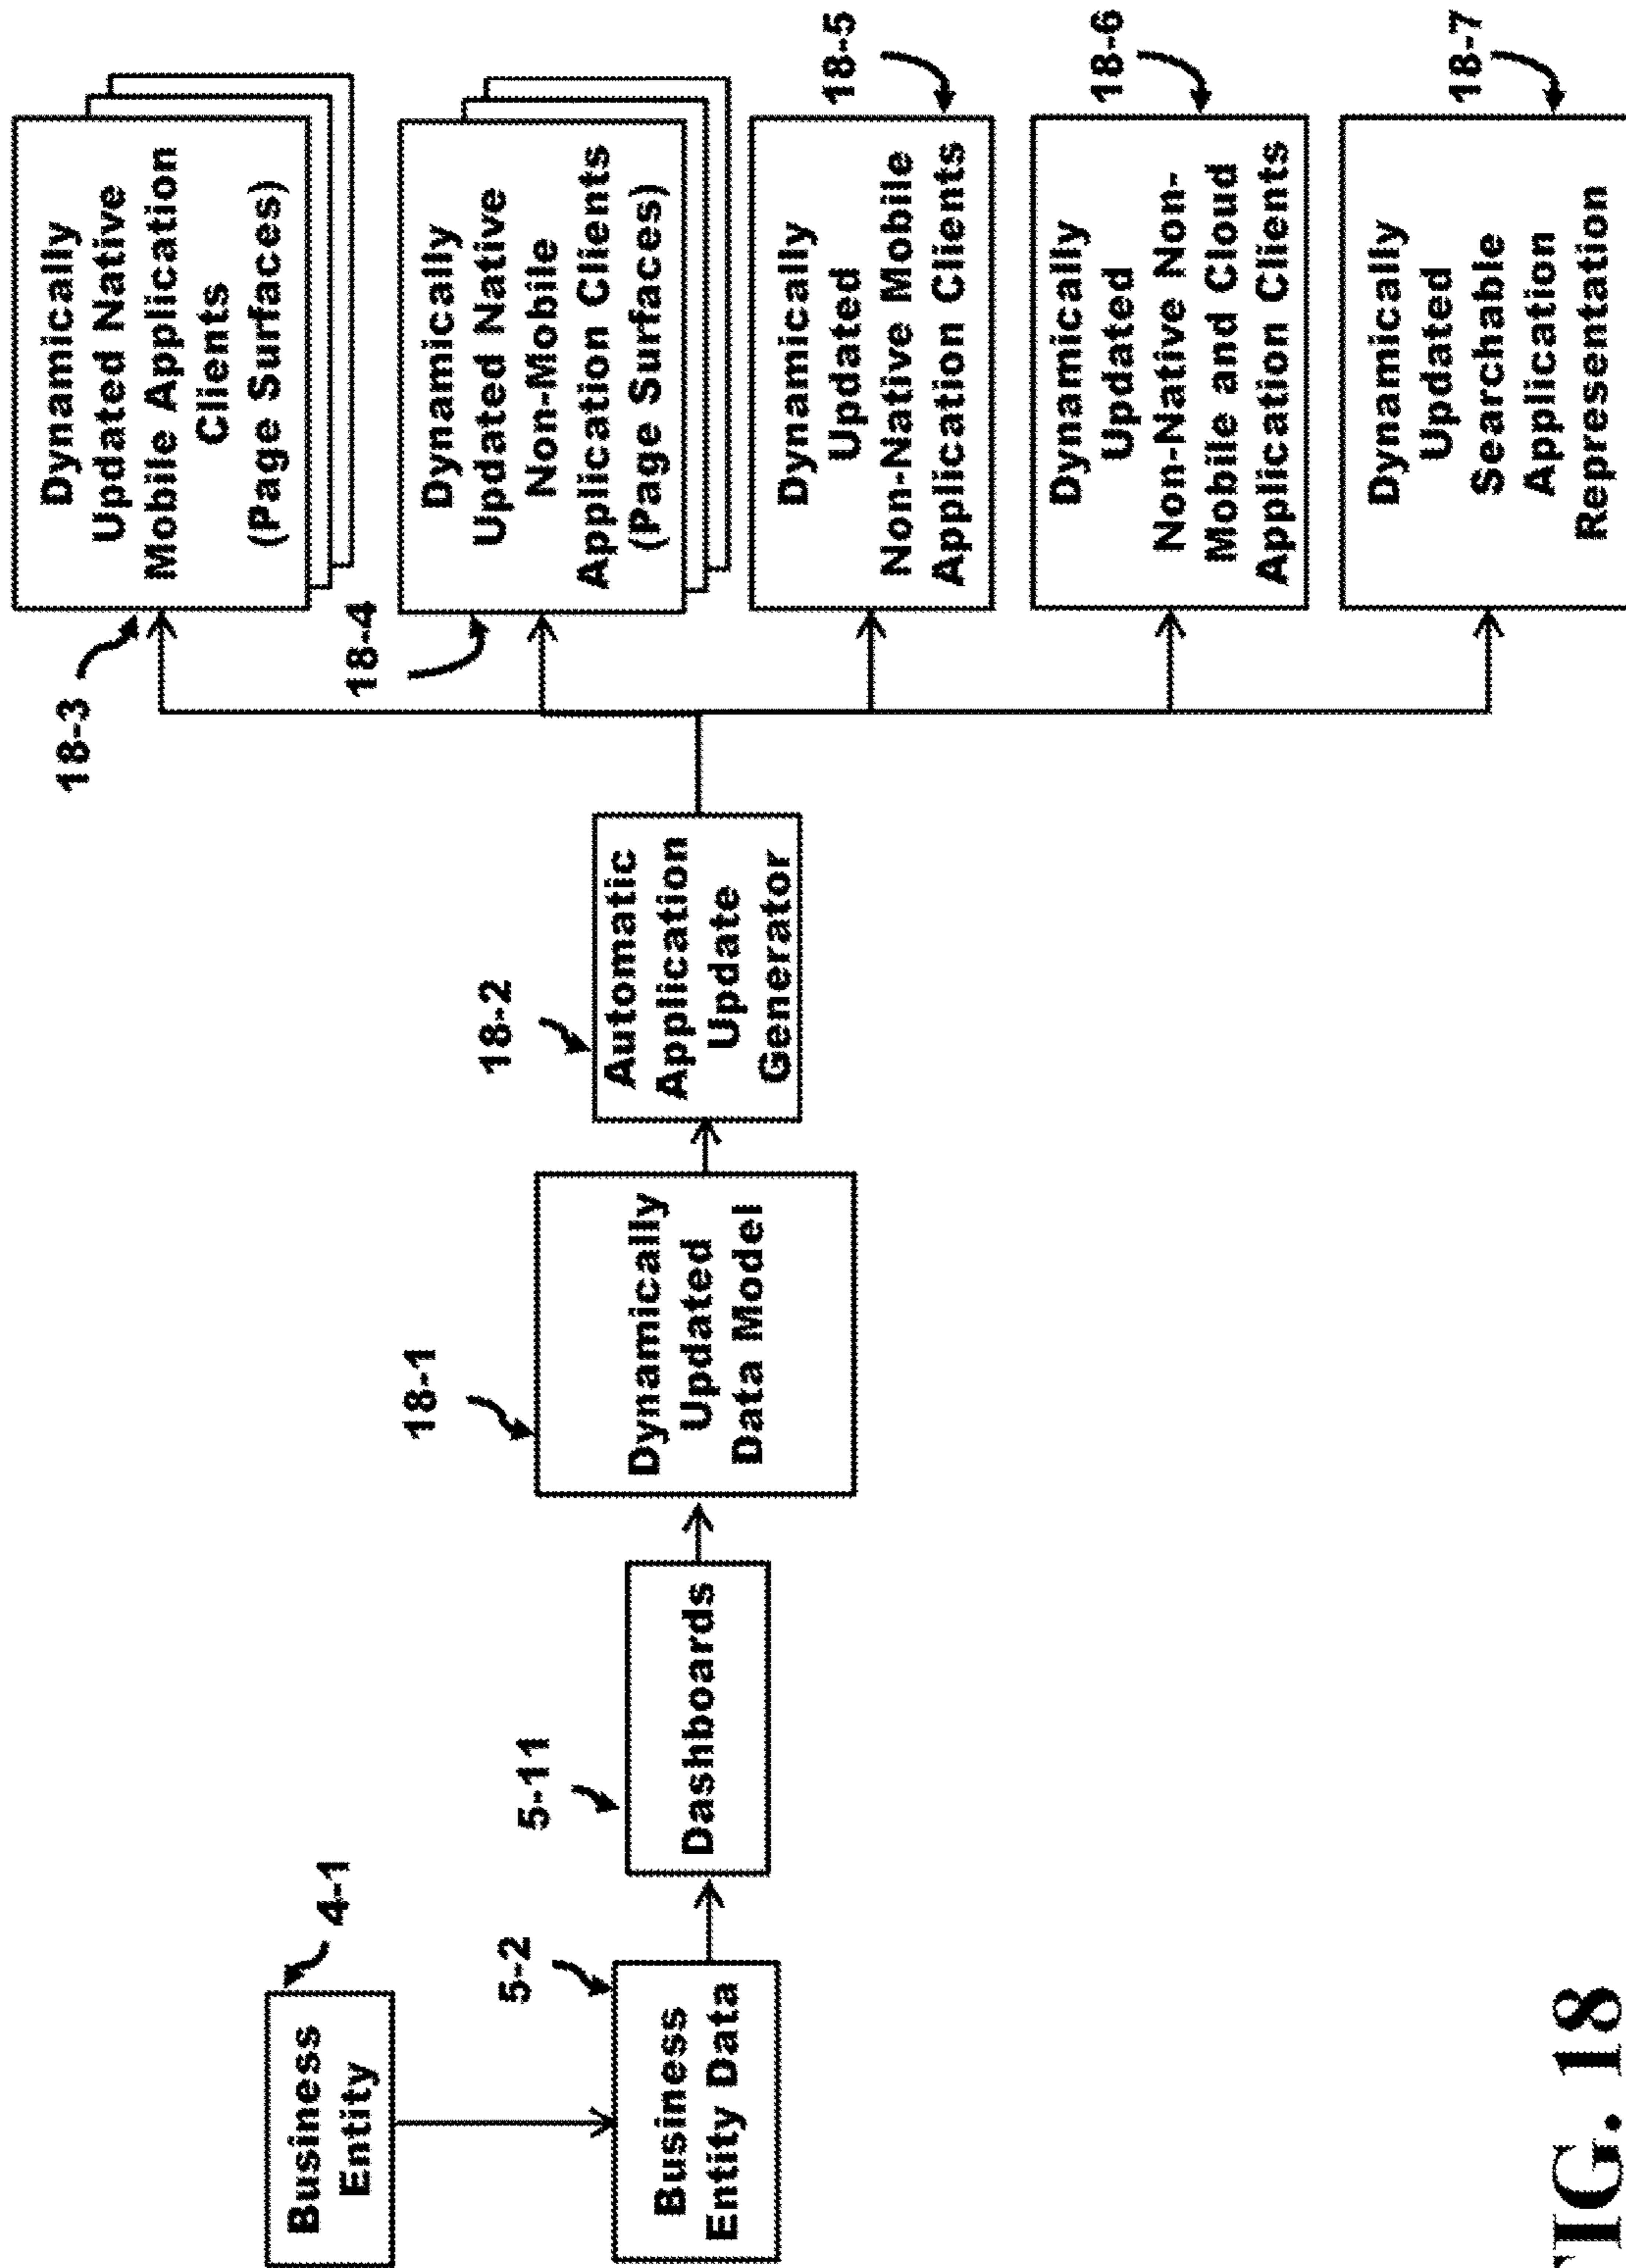 Business
Entity
4-1
Business
Entity Data
5-2
Dashboards
5-11
Dynamically
Updated
Data Model
18-1
Automatic
Application
Update
Generator
18-2
Dynamically
Updated Native
Mobile Application
Clients
(Page Surfaces)
18-3
Dynamically
Updated Native
Non-Mobile
Application Clients
(Page Surfaces)
18-4
Dynamically
Updated
Non-Native Mobile
Application Clients
18-5
Dynamically
Updated
Non-Native Non-
Mobile and Cloud
Application Clients
18-6
Dynamically
Updated
Searchable
Application
Representation
18-7
FIG. 18